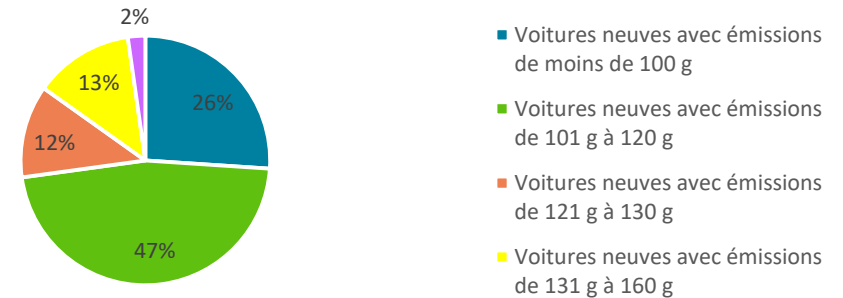 2%
13%
26%
12%
47%
Voitures neuves avec émissions
de moins de 100 g
Voitures neuves avec émissions
de 101 g à 120 g
Voitures neuves avec émissions
de 121 g à 130 g
Voitures neuves avec émissions
de 131 g à 160 g